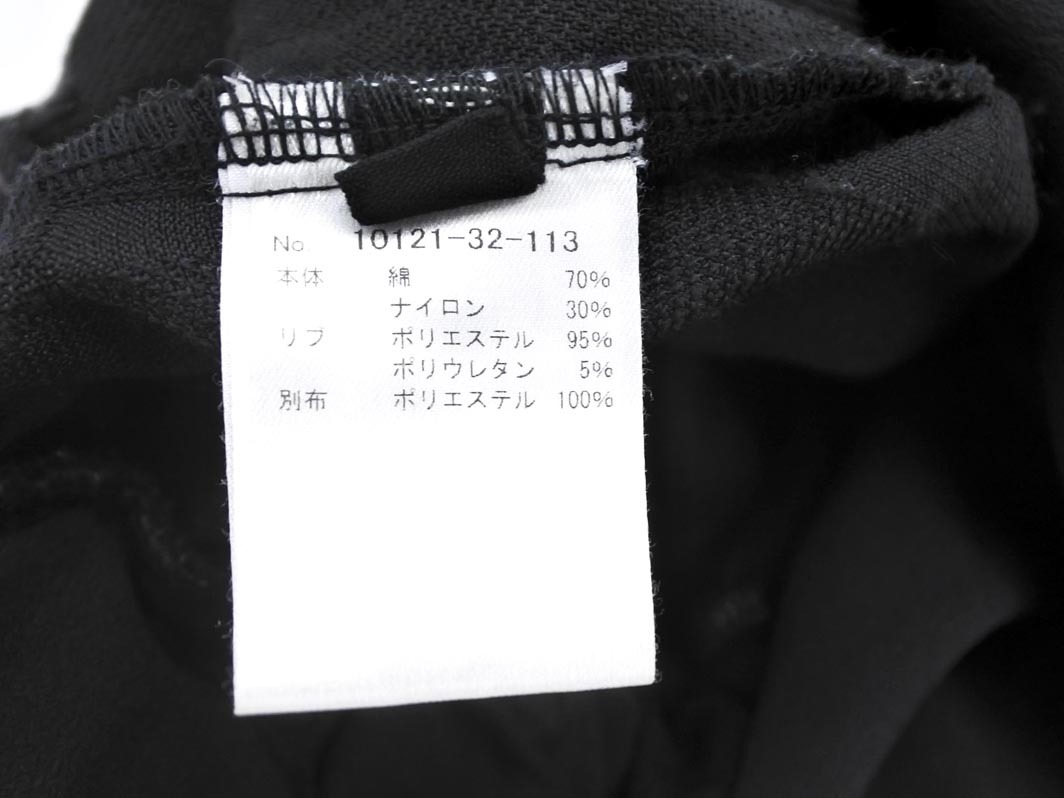 No. 10121-32-113
本体 綿 70%
ナイロン 30%
リブ ポリエステル 95%
ポリウレタン 5%
別布 ポリエステル 100%